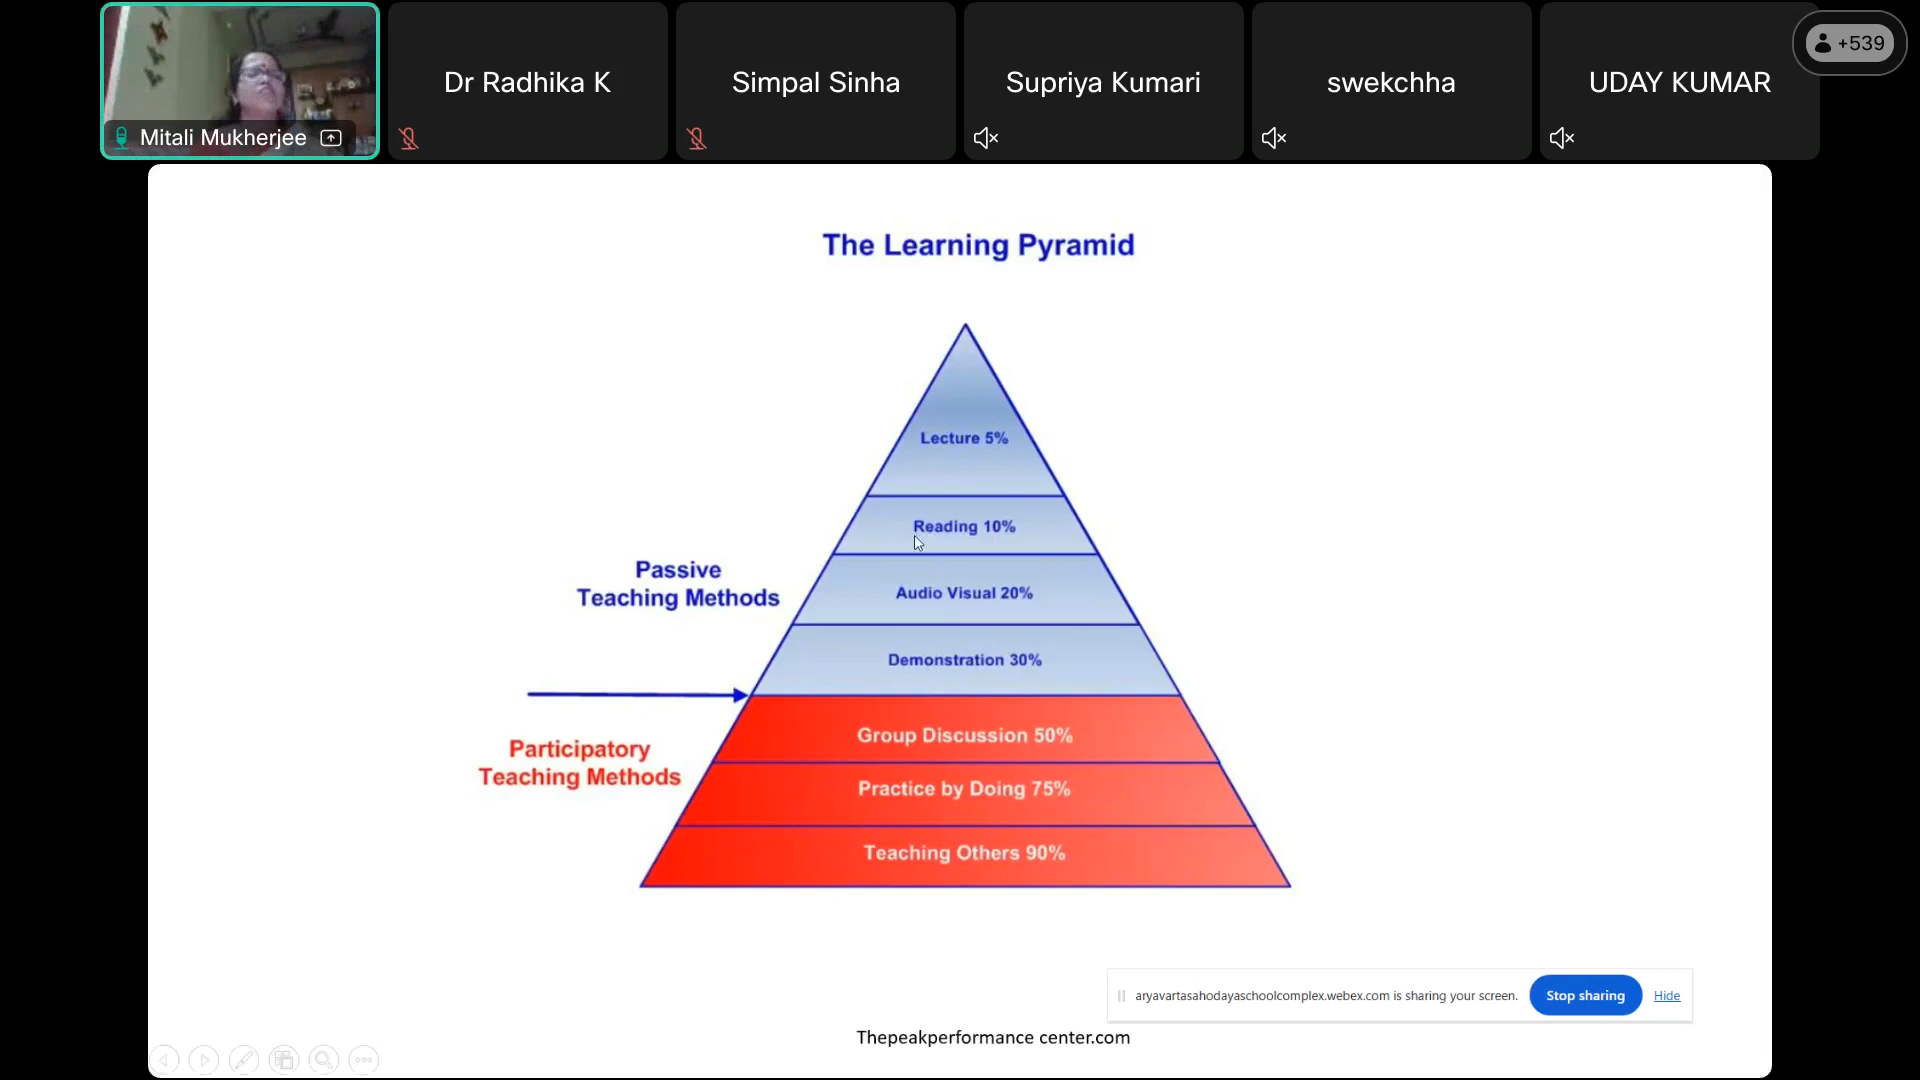 Mitali Mukherjee
Dr Radhika K
Simpal Sinha
Supriya Kumari
swekchha
UDAY KUMAR
+539
The Learning Pyramid
Lecture 5%
Reading 10%
Audio Visual 20%
Demonstration 30%
Passive
Teaching Methods
Group Discussion 50%
Practice by Doing 75%
Teaching Others 90%
Participatory
Teaching Methods
aryavartasahodayaschoolcomplex.webex.com is sharing your screen.
Stop sharing
Hide
Thepeakperformance center.com